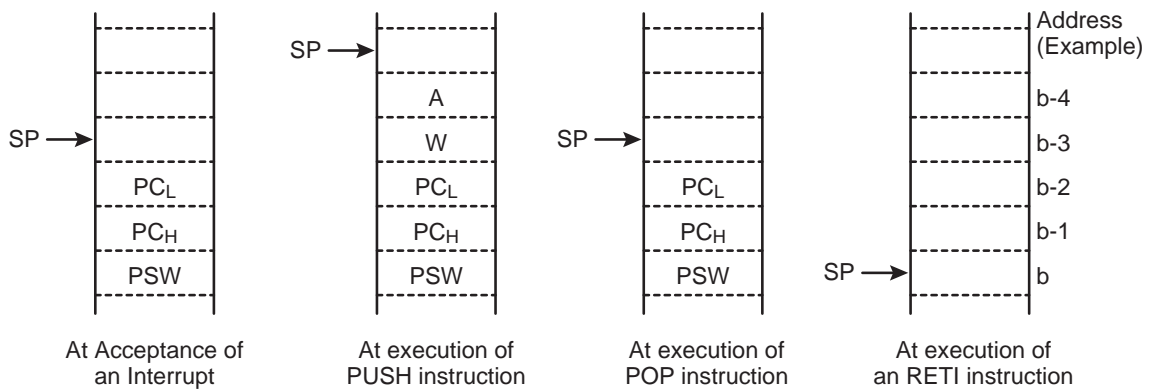 SP
PCL
PCH
PSW
At Acceptance of
an Interrupt
SP
A
W
PCL
PCH
PSW
At execution of
PUSH instruction
SP
PCL
PCH
PSW
At execution of
POP instruction
SP
Address
(Example)
b-4
b-3
b-2
b-1
b
At execution of
an RETI instruction